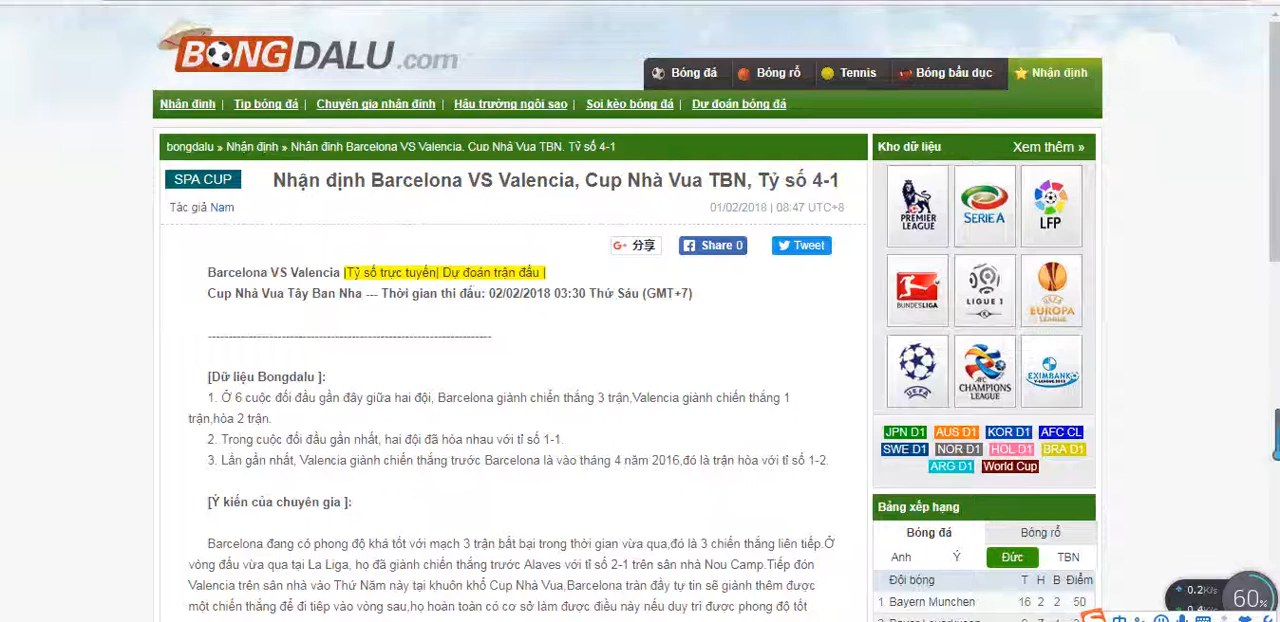 BONGDALU.com
Bóng đá Bóng rổ Tennis Bóng bầu dục Nhận định
Nhận định | Tip bóng đá | Chuyên gia nhận định | Hậu trường ngôi sao | Soi kèo bóng đá | Dự đoán bóng đá
bongdalu » Nhận định » Nhận định Barcelona VS Valencia, Cup Nhà Vua TBN, Tỷ số 4-1
SPA CUP
Nhận định Barcelona VS Valencia, Cup Nhà Vua TBN, Tỷ số 4-1
Tác giả Nam
01/02/2018 | 08:47 UTC+8
G+ 分享 Share 0 Tweet
Barcelona VS Valencia |Tỷ số trực tuyến| Dự đoán trận đấu |
Cup Nhà Vua Tây Ban Nha --- Thời gian thi đấu: 02/02/2018 03:30 Thứ Sáu (GMT+7)
--------------------------------------------------------------------
[Dữ liệu Bongdalu ]:
1. Ở 6 cuộc đối đầu gần đây giữa hai đội, Barcelona giành chiến thắng 3 trận,Valencia giành chiến thắng 1
trận,hòa 2 trận.
2. Trong cuộc đối đầu gần nhất, hai đội đã hòa nhau với tỉ số 1-1.
3. Lần gần nhất, Valencia giành chiến thắng trước Barcelona là vào tháng 4 năm 2016,đó là trận hòa với tỉ số 1-2.
[Ý kiến của chuyên gia ]:
Barcelona đang có phong độ khá tốt với mạch 3 trận bất bại trong thời gian vừa qua,đó là 3 chiến thắng liên tiếp.Ở
vòng đấu vừa qua tại La Liga, họ đã giành chiến thắng trước Alaves với tỉ số 2-1 trên sân nhà Nou Camp.Tiếp đón
Valencia trên sân nhà vào Thứ Năm này tại khuôn khổ Cup Nhà Vua Barcelona tràn đầy tự tin sẽ giành thêm được
một chiến thắng để đi tiếp vào vòng sau,họ hoàn toàn có cơ sở làm được điều này nếu duy trì được phong độ tốt
Kho dữ liệu Xem thêm »
PREMIER LEAGUE SERIE A LFP
BUNDESLIGA LIGUE 1 UEFA EUROPA LEAGUE
UEFA AFC CHAMPIONS LEAGUE EXIMBANK
JPN D1 AUS D1 KOR D1 AFC CL
SWE D1 NOR D1 HOL D1 BRA D1
ARG D1 World Cup
Bảng xếp hạng
Bóng đá Bóng rổ
Anh Ý Đức TBN
Đội bóng T H B Điểm
1 Bayern Munchen 16 2 2 50
0.2K/s
0.4K/s
60%